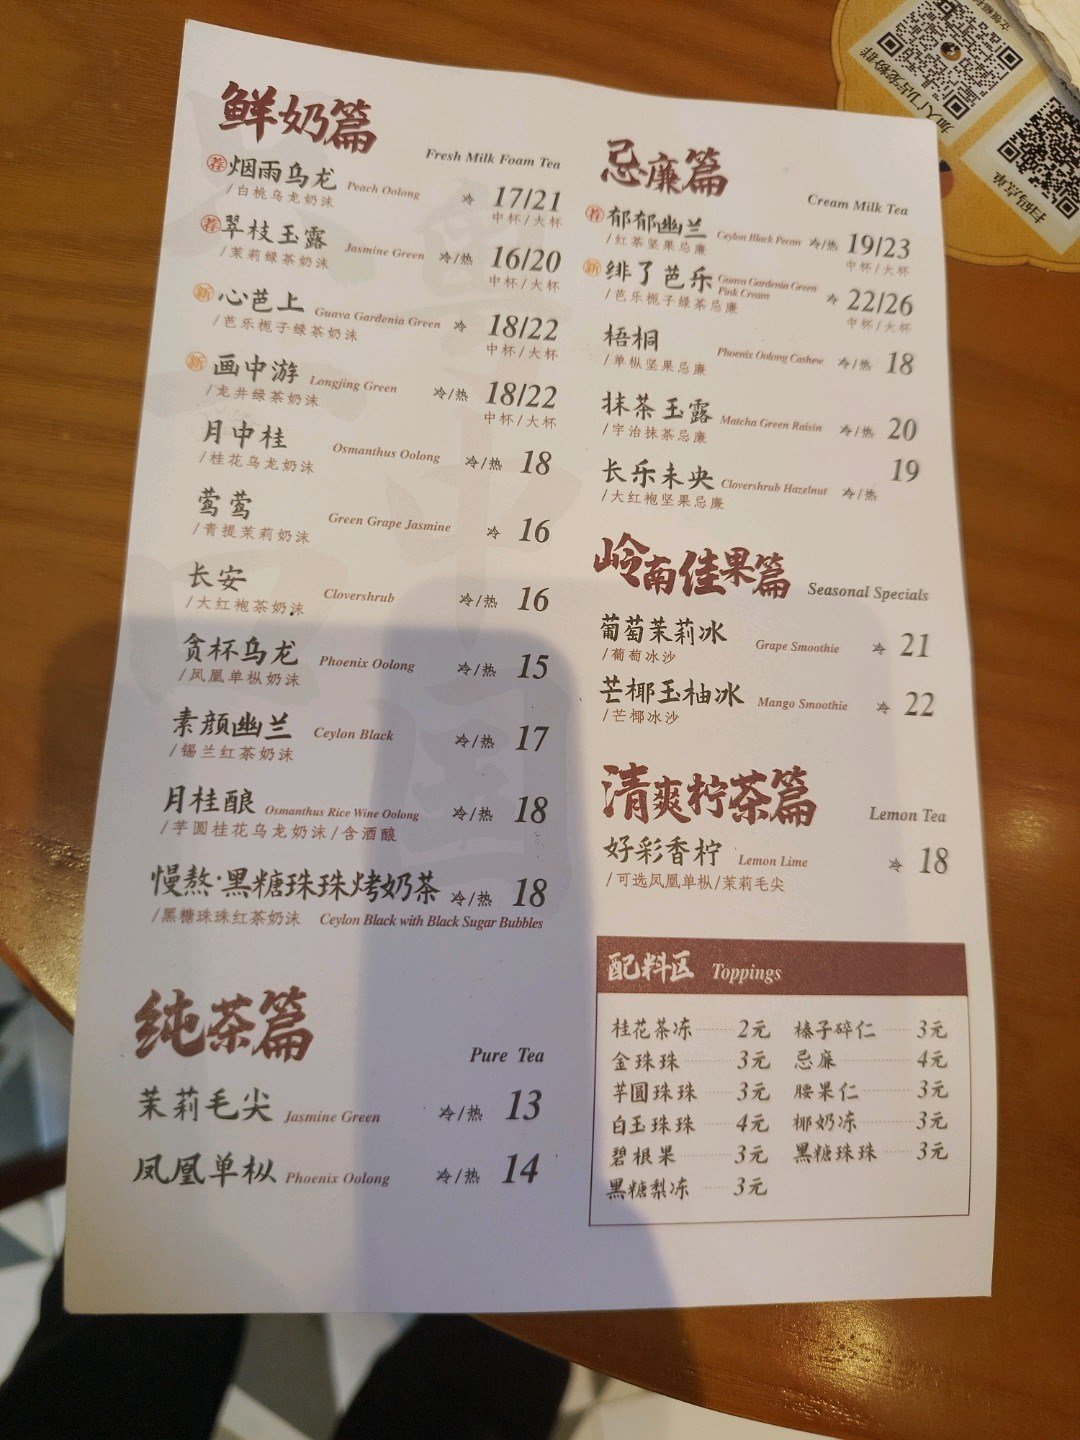 鲜奶篇
Fresh Milk Foam Tea
荐 烟雨乌龙 Peach Oolong 冷 17/21
/白桃乌龙奶沫 中杯/大杯
荐 翠枝玉露 Jasmine Green 冷/热 16/20
/茉莉绿茶奶沫 中杯/大杯
新 心芭上 Guava Gardenia Green 冷 18/22
/芭乐栀子绿茶奶沫 中杯/大杯
新 画中游 Longjing Green 冷/热 18/22
/龙井绿茶奶沫 中杯/大杯
月中桂 Osmanthus Oolong 冷/热 18
/桂花乌龙奶沫
莺莺 Green Grape Jasmine 冷 16
/青提茉莉奶沫
长安 Clovershrub 冷/热 16
/大红袍茶奶沫
贪杯乌龙 Phoenix Oolong 冷/热 15
/凤凰单枞奶沫
素颜幽兰 Ceylon Black 冷/热 17
/锡兰红茶奶沫
月桂酿 Osmanthus Rice Wine Oolong 冷/热 18
/芋圆桂花乌龙奶沫/含酒酿
慢熬·黑糖珠珠烤奶茶 冷/热 18
/黑糖珠珠红茶奶沫 Ceylon Black with Black Sugar Bubbles
纯茶篇
Pure Tea
茉莉毛尖 Jasmine Green 冷/热 13
凤凰单枞 Phoenix Oolong 冷/热 14
忌廉篇
Cream Milk Tea
荐 郁郁幽兰 Ceylon Black Pecan 冷/热 19/23
/红茶坚果忌廉 中杯/大杯
新 绯了芭乐 Guava Gardenia Green Pink Cream 冷 22/26
/芭乐栀子绿茶忌廉 中杯/大杯
梧桐 Phoenix Oolong Cashew 冷/热 18
/单枞坚果忌廉
抹茶玉露 Matcha Green Raisin 冷/热 20
/宇治抹茶忌廉
长乐未央 Clovershrub Hazelnut 冷/热 19
/大红袍坚果忌廉
岭南佳果篇 Seasonal Specials
葡萄茉莉冰 Grape Smoothie 冷 21
/葡萄冰沙
芒椰玉柚冰 Mango Smoothie 冷 22
/芒椰冰沙
清爽柠茶篇 Lemon Tea
好彩香柠 Lemon Lime 冷 18
/可选凤凰单枞/茉莉毛尖
配料区 Toppings
桂花茶冻 2元 榛子碎仁 3元
金珠珠 3元 忌廉 4元
芋圆珠珠 3元 腰果仁 3元
白玉珠珠 4元 椰奶冻 3元
碧根果 3元 黑糖珠珠 3元
黑糖梨冻 3元
加入门店宠粉群
扫码点单